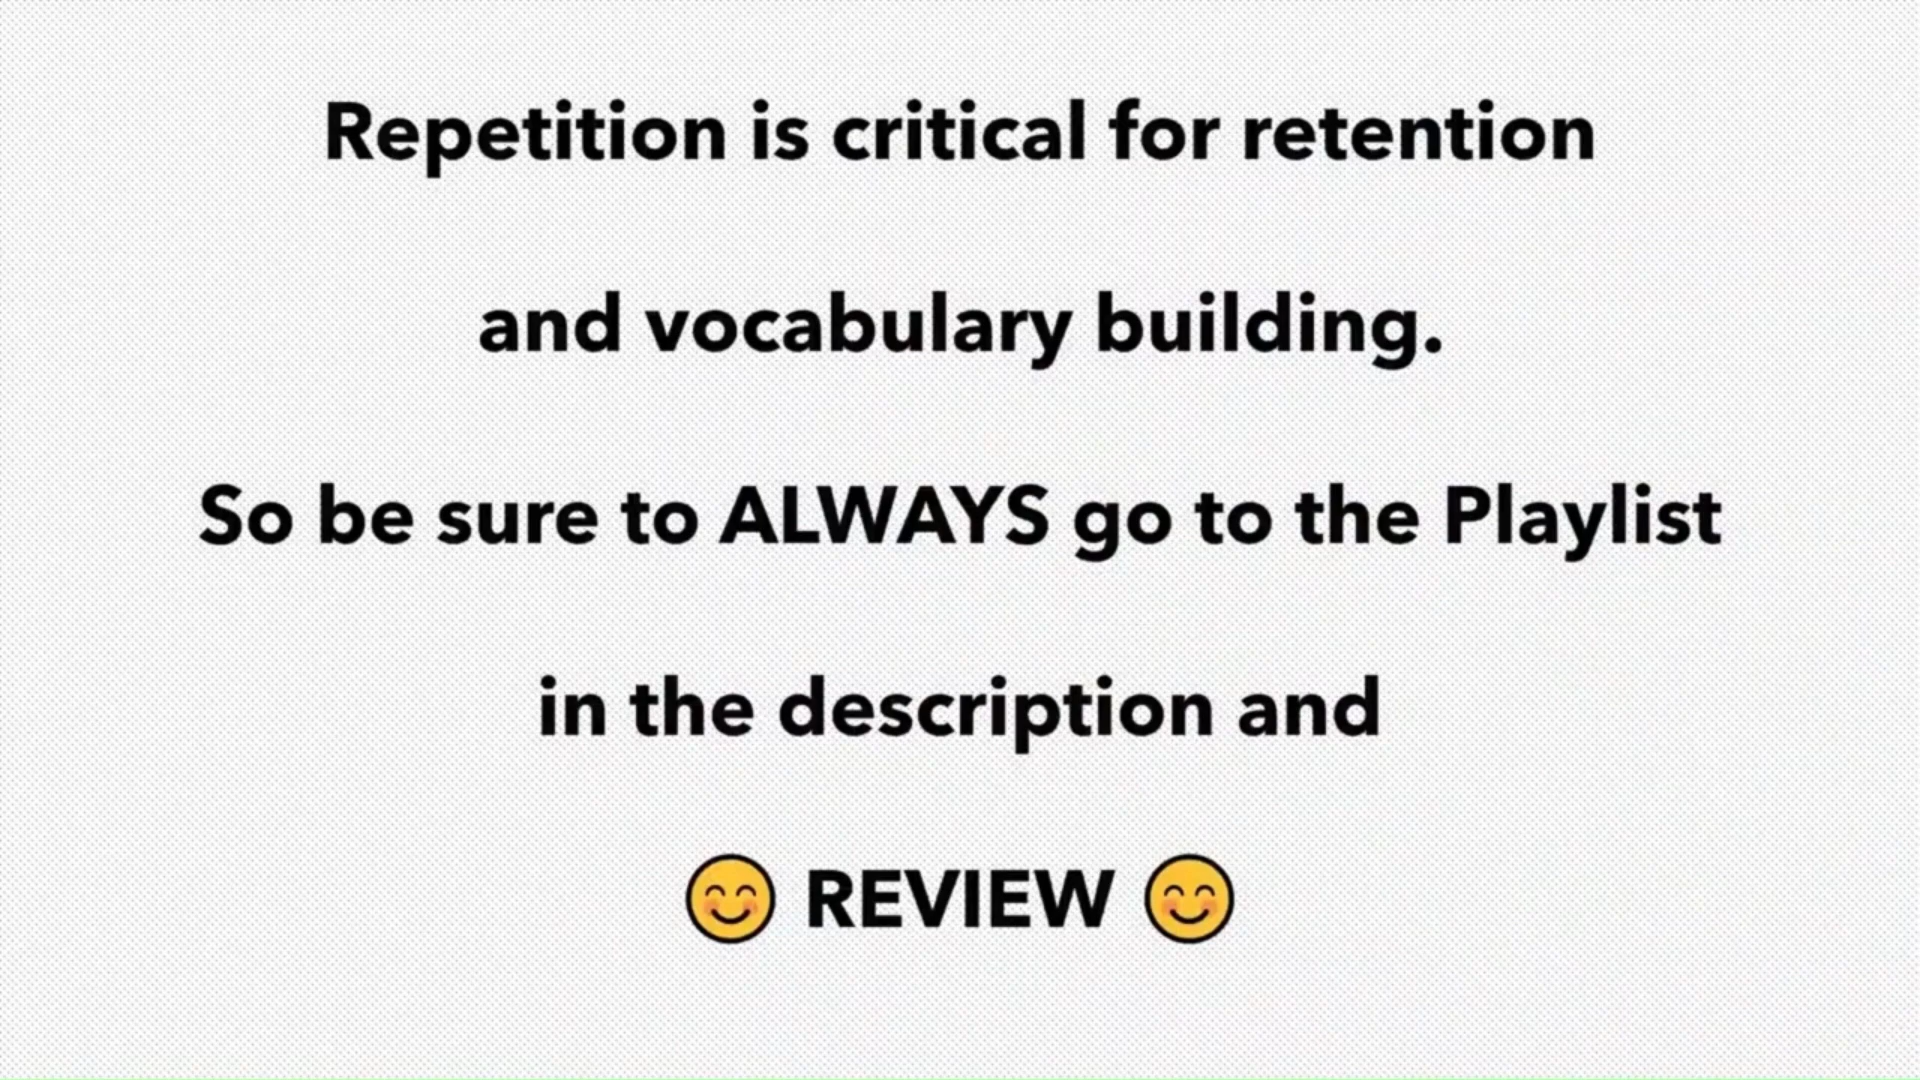 Repetition is critical for retention
and vocabulary building.
So be sure to ALWAYS go to the Playlist
in the description and
😊 REVIEW 😊